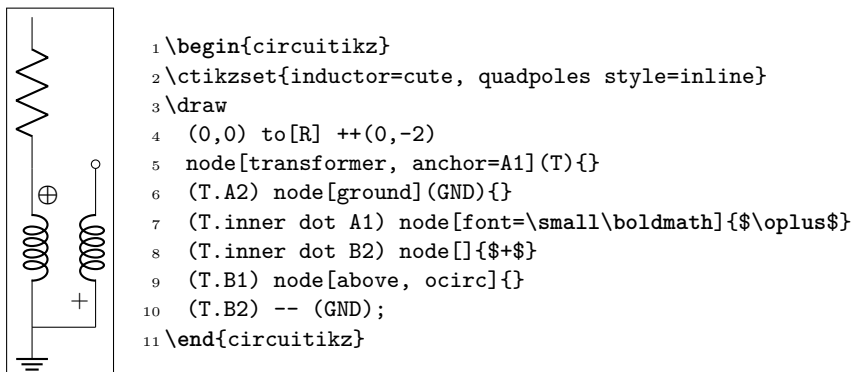 1 \begin{circuitikz}
2 \ctikzset{inductor=cute, quadpoles style=inline}
3 \draw
4 (0,0) to[R] ++(0,-2)
5 node[transformer, anchor=A1](T){}
6 (T.A2) node[ground](GND){}
7 (T.inner dot A1) node[font=\small\boldmath]{$\oplus$}
8 (T.inner dot B2) node[]{$+$}
9 (T.B1) node[above, ocirc]{}
10 (T.B2) -- (GND);
11 \end{circuitikz}
⊕
+